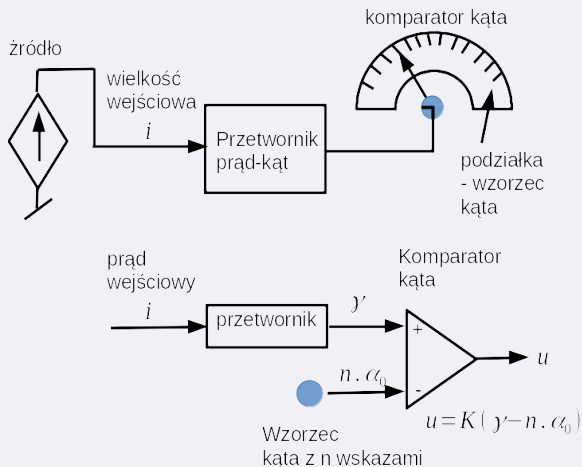 komparator kąta
żródło
wielkość
wejściowa
i
Przetwornik
prąd-kąt
podziałka
- wzorzec
kąta
prąd
wejściowy
i
przetwornik
γ
Komparator
kąta
+
-
u
n . α₀
u=K(γ−n . α₀)
Wzorzec
kąta z n wskazami